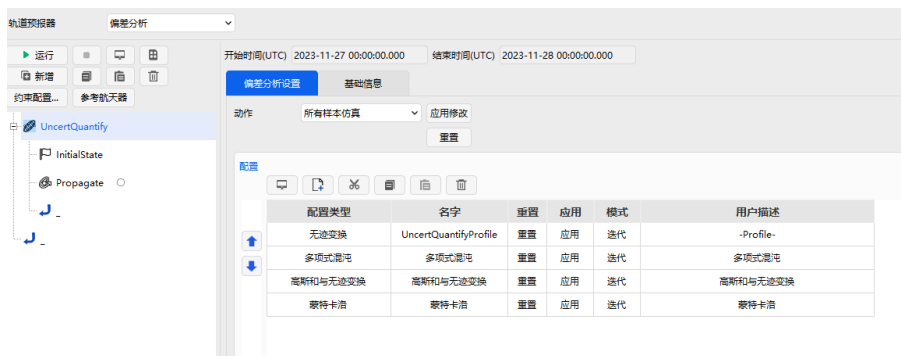 轨道预报器 偏差分析
运行
新增
约束配置... 参考航天器
UncertQuantify
InitialState
Propagate
_
_
开始时间(UTC) 2023-11-27 00:00:00.000 结束时间(UTC) 2023-11-28 00:00:00.000
偏差分析设置 基础信息
动作 所有样本仿真 应用修改
重置
配置
配置类型 名字 重置 应用 模式 用户描述
无迹变换 UncertQuantifyProfile 重置 应用 迭代 -Profile-
多项式混沌 多项式混沌 重置 应用 迭代 多项式混沌
高斯和与无迹变换 高斯和与无迹变换 重置 应用 迭代 高斯和与无迹变换
蒙特卡洛 蒙特卡洛 重置 应用 迭代 蒙特卡洛